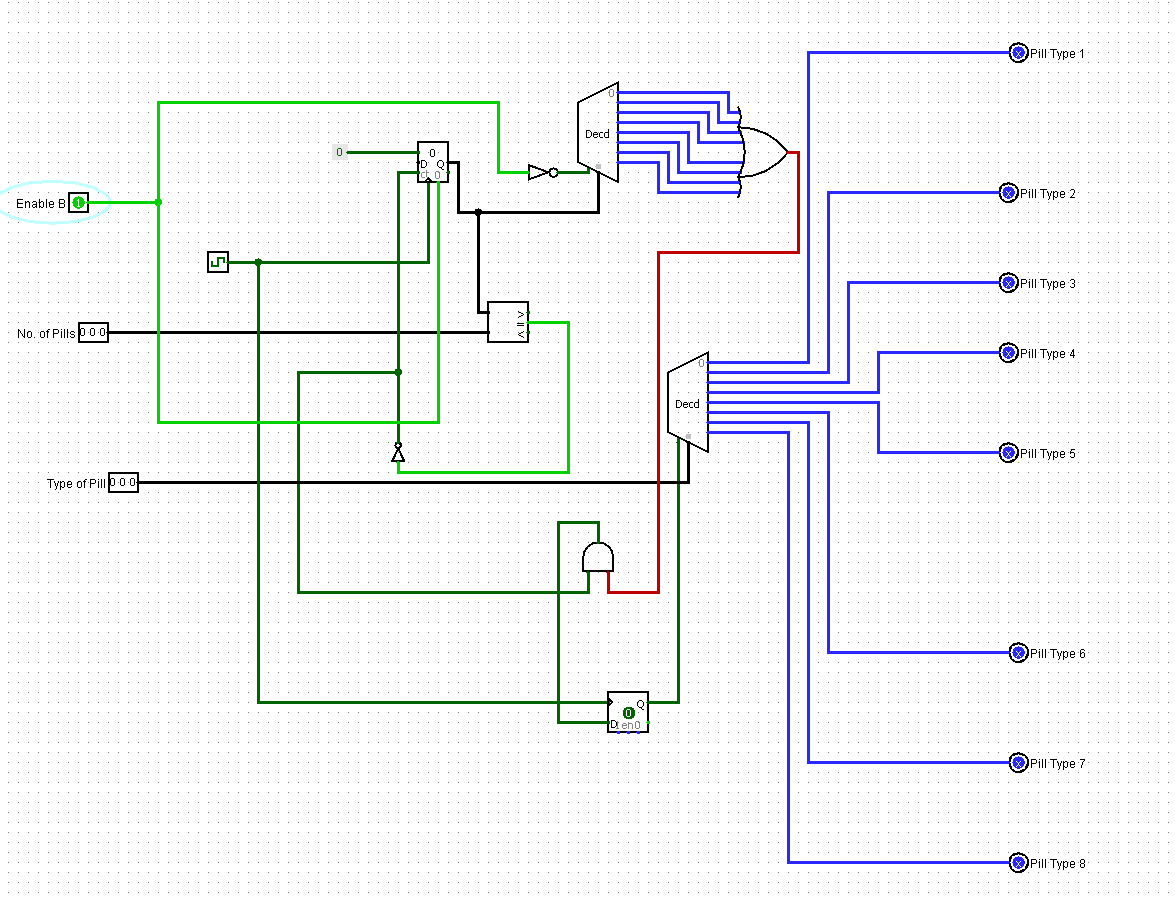 Pill Type 1
0
Decd
0
0
D Q
ct 0
Pill Type 2
Enable B 1
Pill Type 3
>
=
<
No. of Pills 0 0 0
Pill Type 4
0
Decd
Pill Type 5
Type of Pill 0 0 0
Pill Type 6
Q
0
D en0
Pill Type 7
Pill Type 8